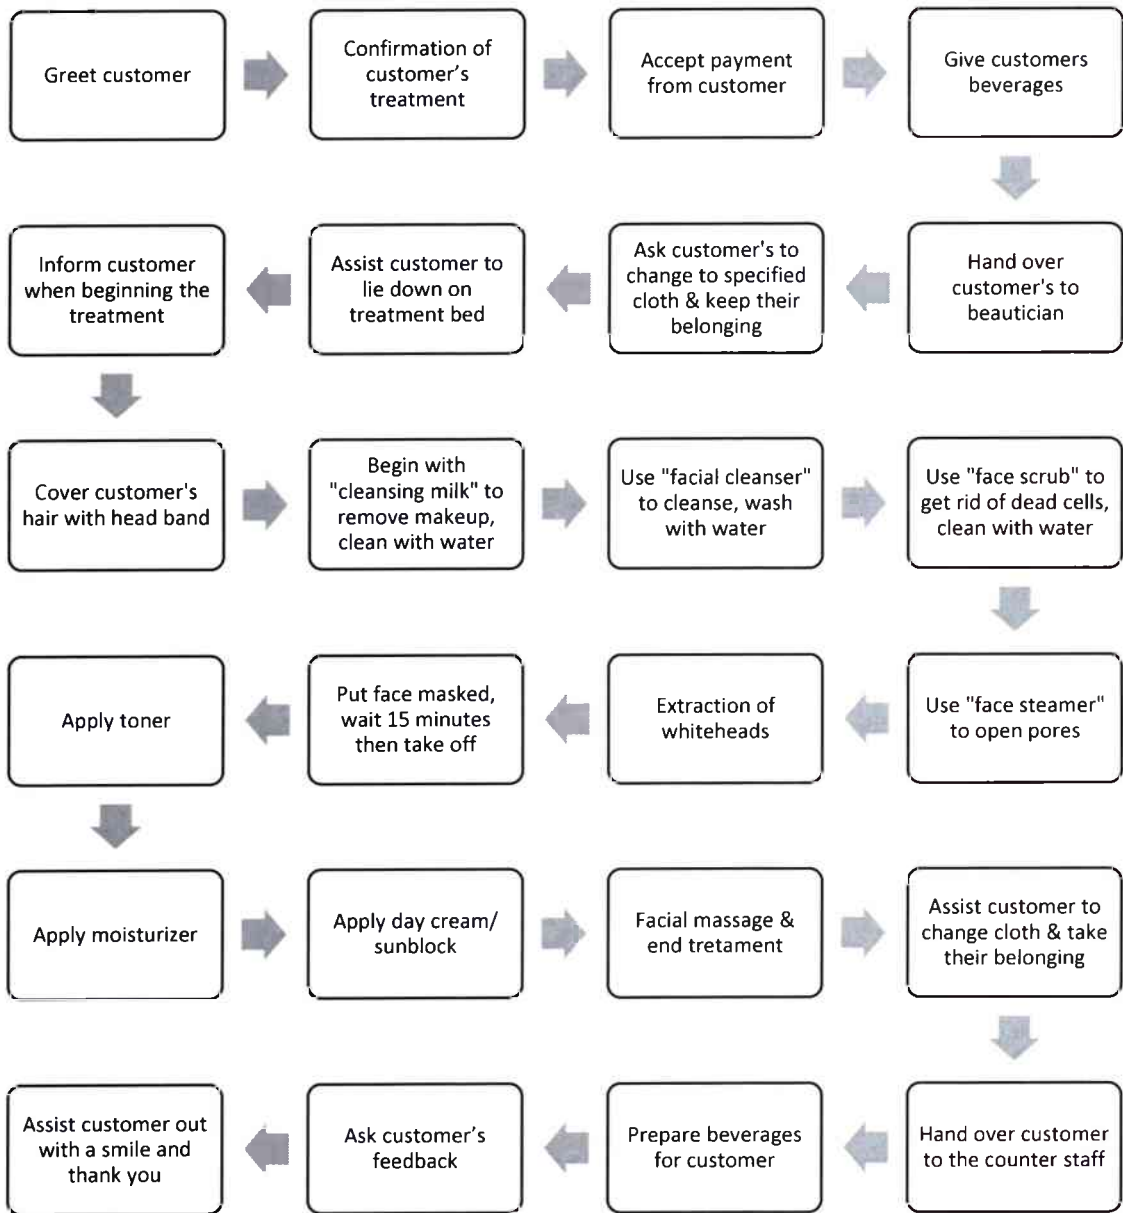 Greet customer
Confirmation of
customer's
treatment
Accept payment
from customer
Give customers
beverages
Hand over
customer's to
beautician
Ask customer's to
change to specified
cloth & keep their
belonging
Assist customer to
lie down on
treatment bed
Inform customer
when beginning the
treatment
Cover customer's
hair with head band
Begin with
"cleansing milk" to
remove makeup,
clean with water
Use "facial cleanser"
to cleanse, wash
with water
Use "face scrub" to
get rid of dead cells,
clean with water
Use "face steamer"
to open pores
Extraction of
whiteheads
Put face masked,
wait 15 minutes
then take off
Apply toner
Apply moisturizer
Apply day cream/
sunblock
Facial massage &
end tretament
Assist customer to
change cloth & take
their belonging
Hand over customer
to the counter staff
Prepare beverages
for customer
Ask customer's
feedback
Assist customer out
with a smile and
thank you